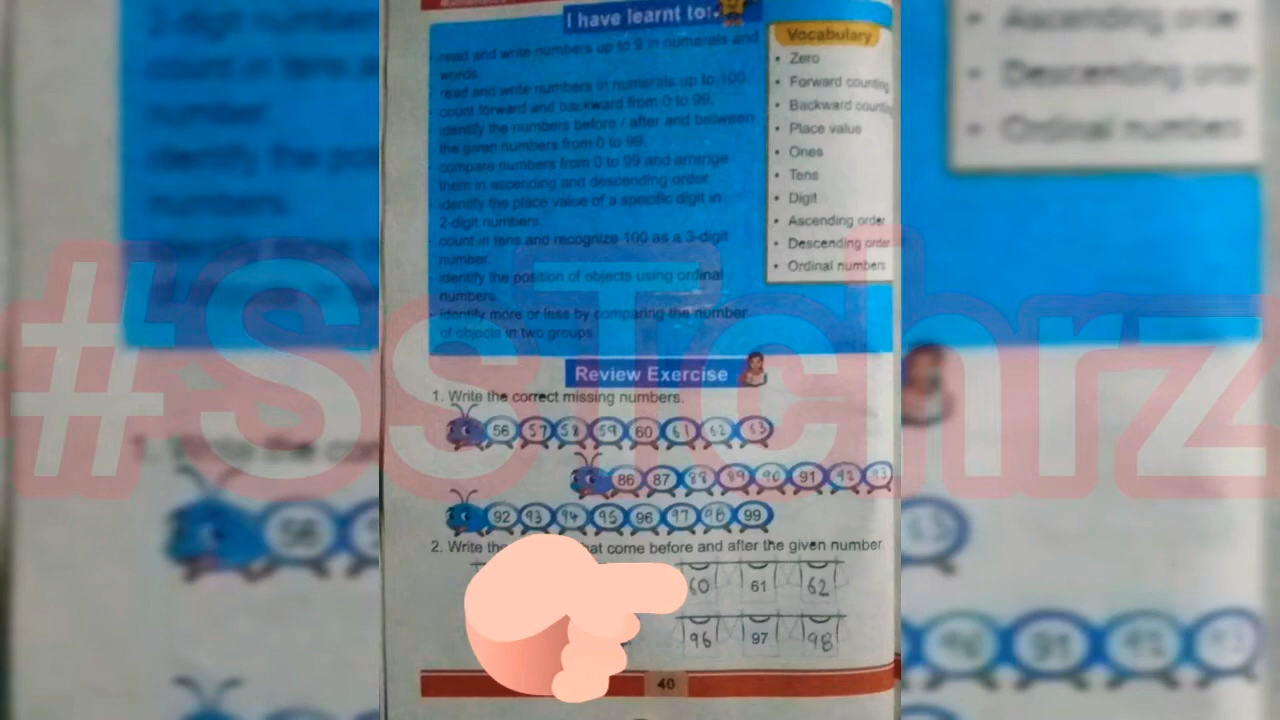 I have learnt to:
read and write numbers up to 9 in numerals and
words.
read and write numbers in numerals up to 100.
count forward and backward from 0 to 99.
identify the numbers before / after and between
the given numbers from 0 to 99.
compare numbers from 0 to 99 and arrange
them in ascending and descending order.
identify the place value of a specific digit in
2-digit numbers.
count in tens and recognize 100 as a 3-digit
number.
identify the position of objects using ordinal
numbers.
identify more or less by comparing the number
of objects in two groups.
Vocabulary
• Zero
• Forward counting
• Backward counting
• Place value
• Ones
• Tens
• Digit
• Ascending order
• Descending order
• Ordinal numbers
#SsTchrz
Review Exercise
1. Write the correct missing numbers.
56 57 58 59 60 61 62 63
86 87 88 89 90 91 92 93
92 93 94 95 96 97 98 99
2. Write the that come before and after the given number
60 61 62
96 97 98
40